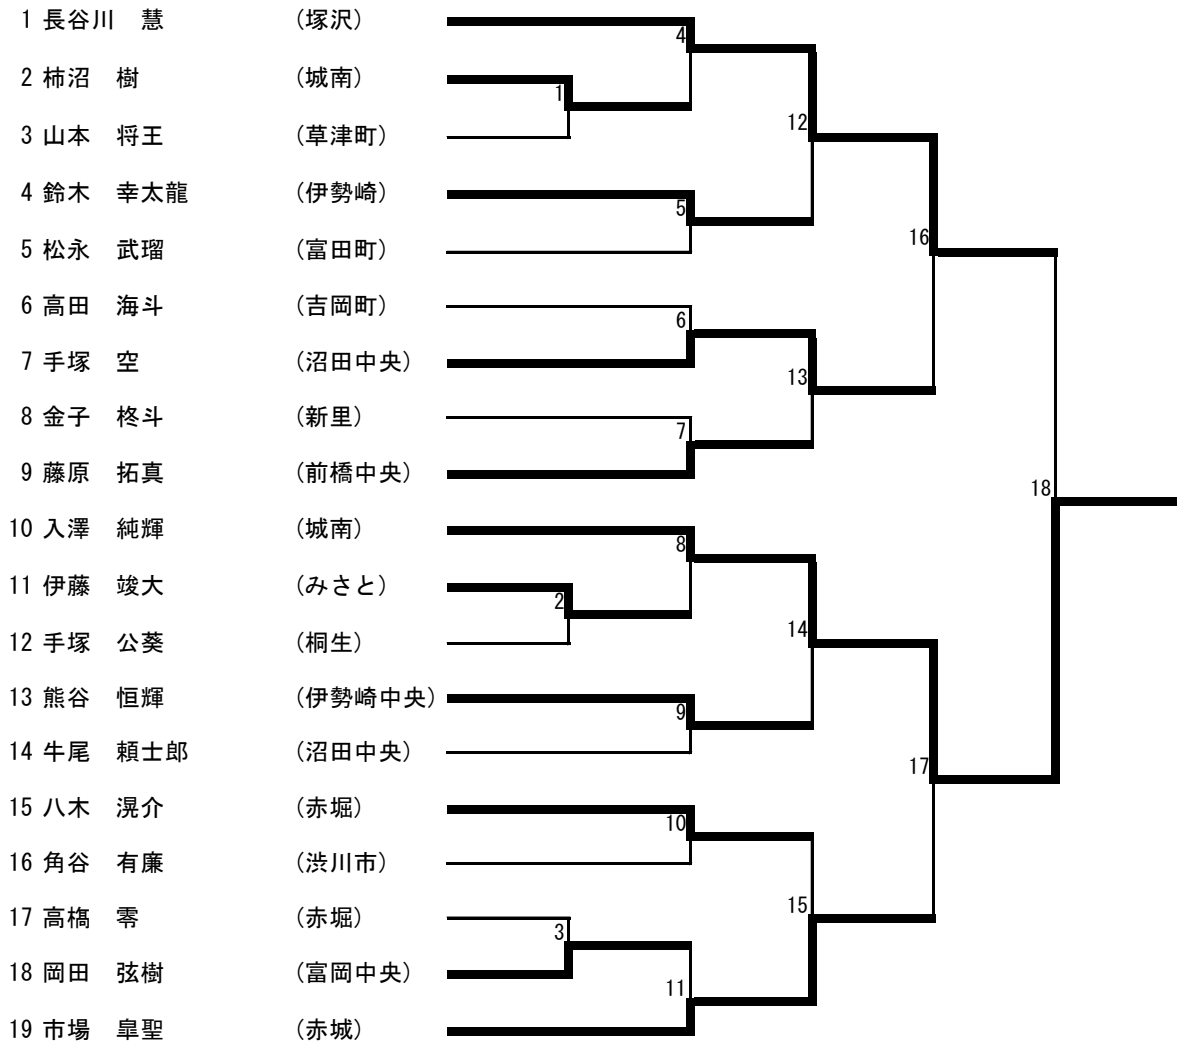 1 長谷川　慧 (塚沢)
4
2 柿沼　樹 (城南)
1
12
3 山本　将王 (草津町)
4 鈴木　幸太龍 (伊勢崎)
5
16
5 松永　武瑠 (富田町)
6 高田　海斗 (吉岡町)
6
7 手塚　空 (沼田中央)
13
8 金子　柊斗 (新里)
7
9 藤原　拓真 (前橋中央)
18
10 入澤　純輝 (城南)
8
11 伊藤　竣大 (みさと)
2
14
12 手塚　公葵 (桐生)
13 熊谷　恒輝 (伊勢崎中央)
9
14 牛尾　頼士郎 (沼田中央)
17
15 八木　滉介 (赤堀)
10
16 角谷　有廉 (渋川市)
15
17 高槗　零 (赤堀)
3
18 岡田　弦樹 (富岡中央)
11
19 市場　皐聖 (赤城)